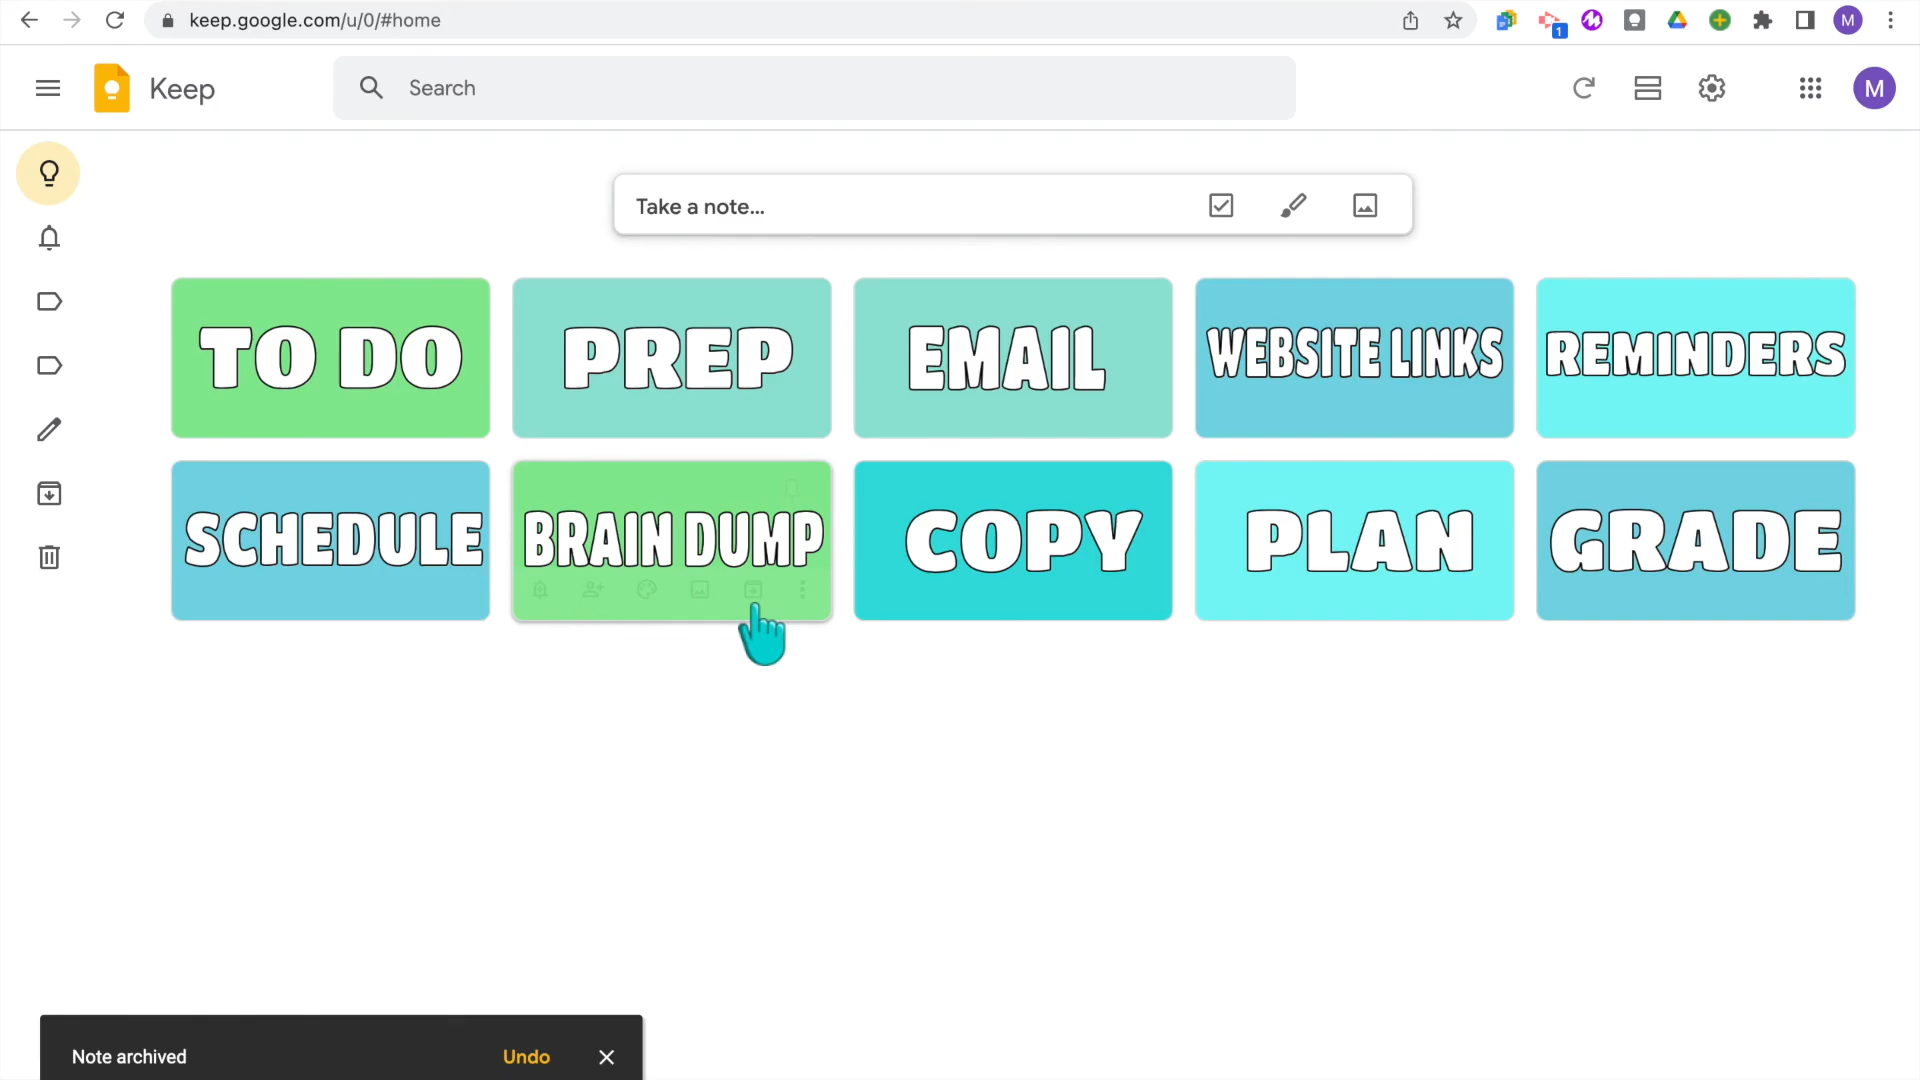 keep.google.com/u/0/#home
1
M
Keep
Search
M
Take a note...
TO DO
PREP
EMAIL
WEBSITE LINKS
REMINDERS
SCHEDULE
BRAIN DUMP
COPY
PLAN
GRADE
Note archived
Undo